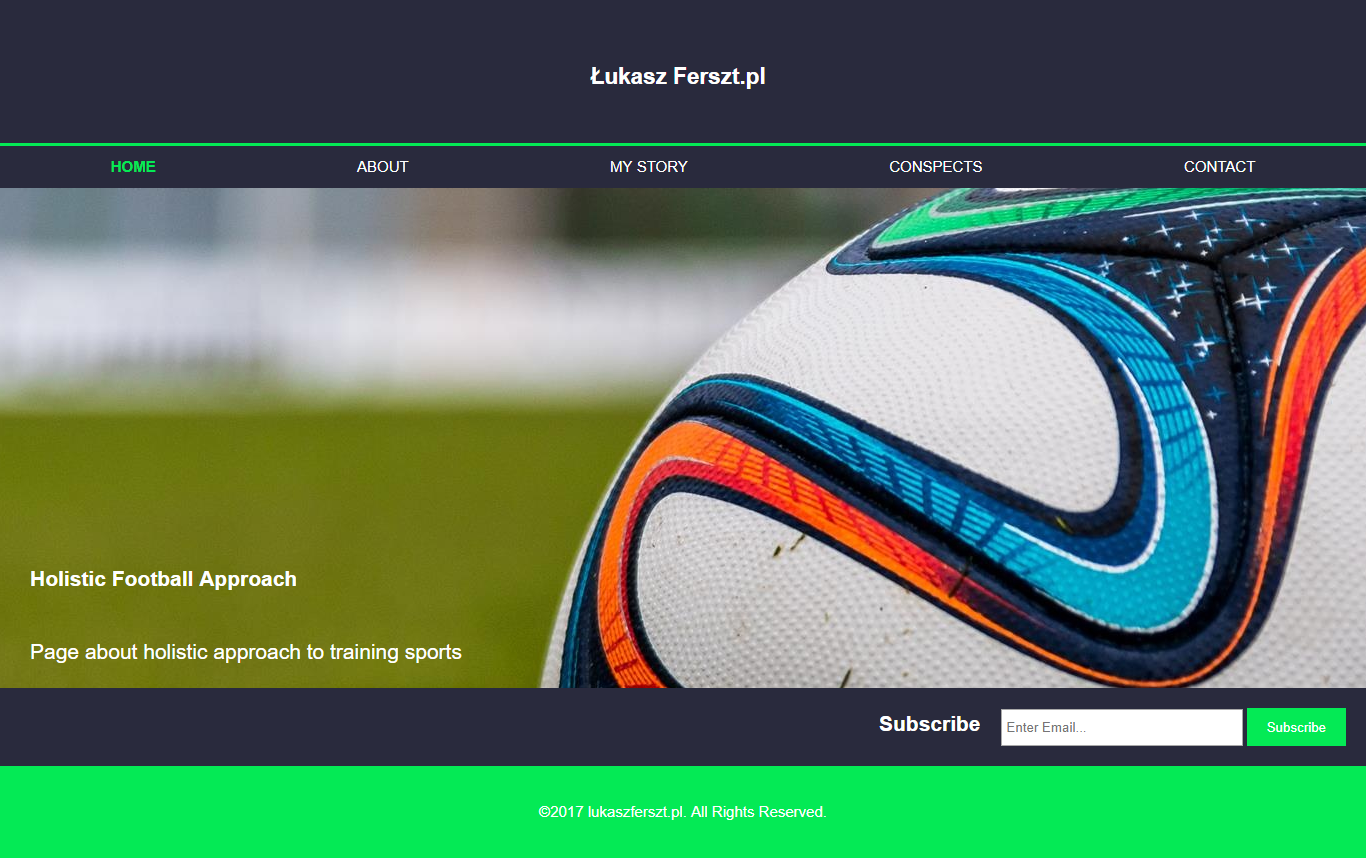 Łukasz Ferszt.pl
HOME ABOUT MY STORY CONSPECTS CONTACT
Holistic Football Approach
Page about holistic approach to training sports
Subscribe Enter Email... Subscribe
©2017 lukaszferszt.pl. All Rights Reserved.